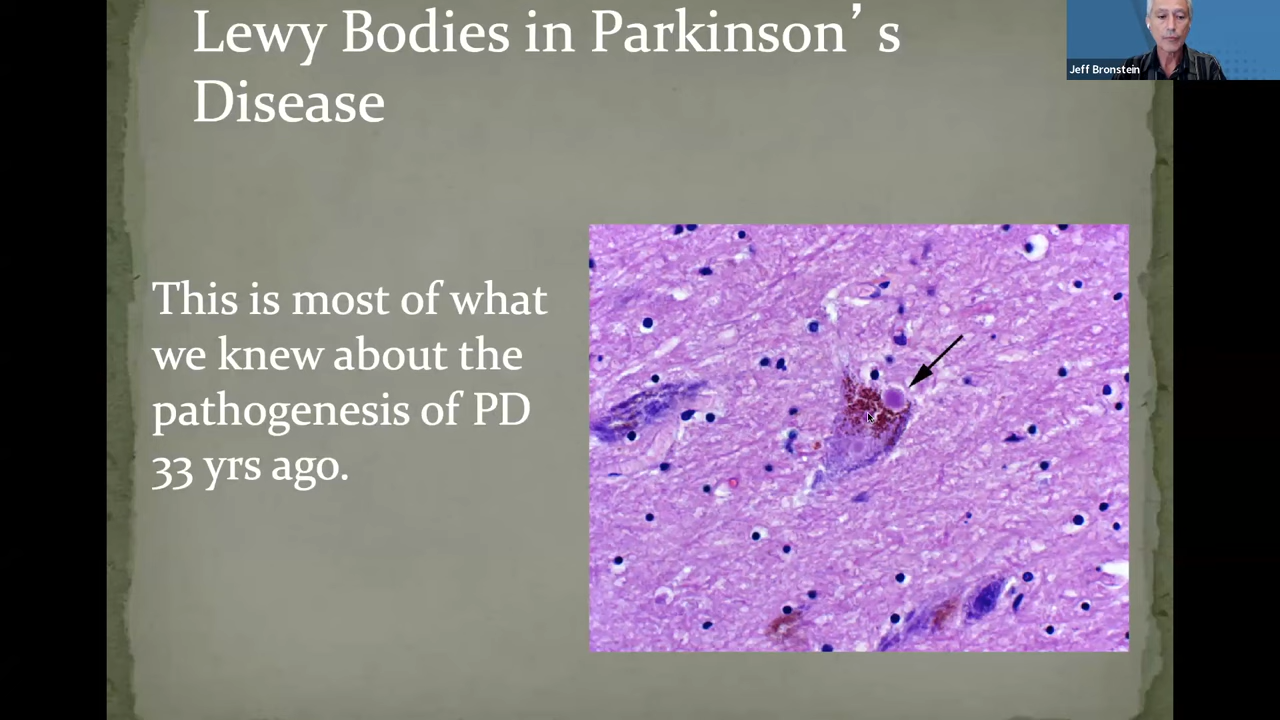 Lewy Bodies in Parkinson’s
Disease
Jeff Bronstein
This is most of what
we knew about the
pathogenesis of PD
33 yrs ago.